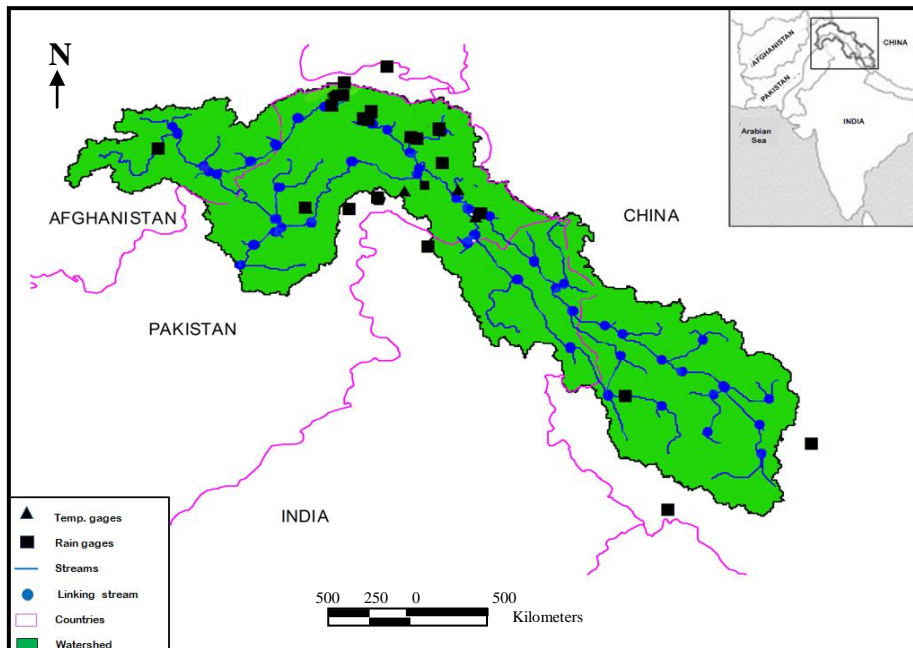 N
AFGHANISTAN
PAKISTAN
INDIA
CHINA
AFGHANISTAN
PAKISTAN
CHINA
INDIA
Arabian
Sea
Temp. gages
Rain gages
Streams
Linking stream
Countries
Watershed
500 250 0 500
Kilometers